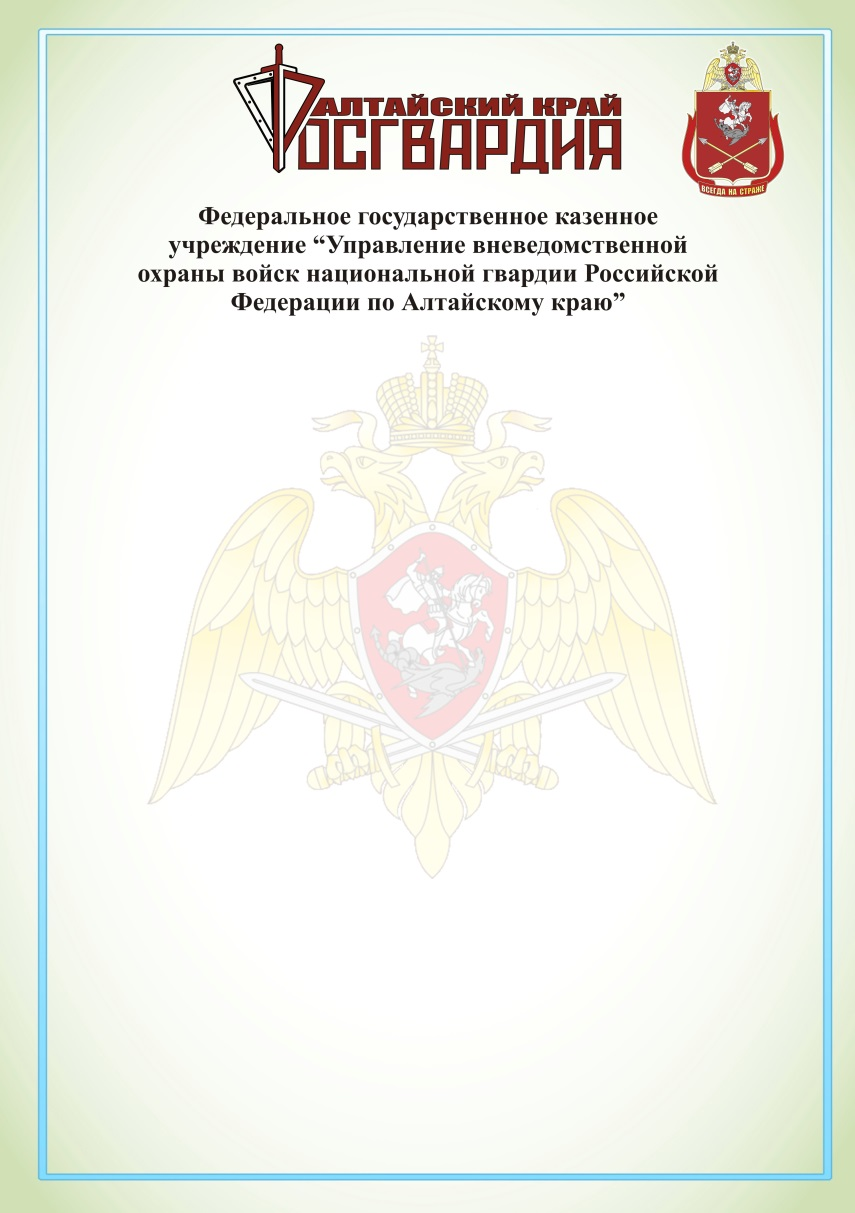 АЛТАЙСКИЙ КРАЙ
РОСГВАРДИЯ
ВСЕГДА НА СТРАЖЕ
Федеральное государственное казенное
учреждение “Управление вневедомственной
охраны войск национальной гвардии Российской
Федерации по Алтайскому краю”